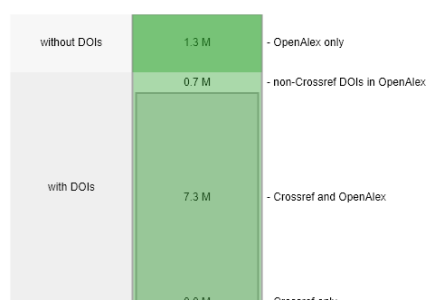 without DOIs 1.3 M - OpenAlex only
0.7 M - non-Crossref DOIs in OpenAlex
with DOIs
7.3 M - Crossref and OpenAlex